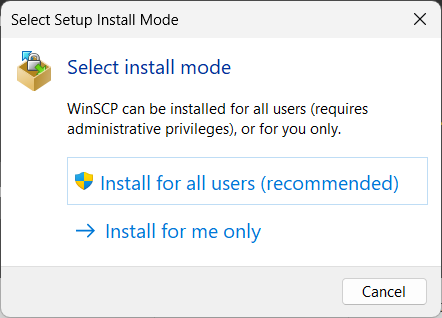 Select Setup Install Mode
Select install mode
WinSCP can be installed for all users (requires
administrative privileges), or for you only.
Install for all users (recommended)
Install for me only
Cancel